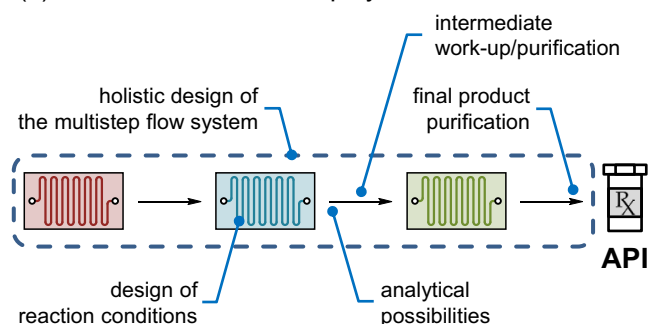 intermediate
work-up/purification
holistic design of
the multistep flow system
final product
purification
Rx
API
design of
reaction conditions
analytical
possibilities